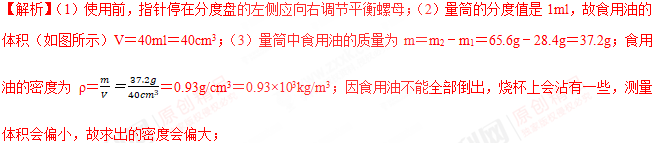 【解析】（1）使用前，指针停在分度盘的左侧应向右调节平衡螺母；（2）量筒的分度值是 1ml，故食用油的
体积（如图所示）V＝40ml＝40cm³；（3）量筒中食用油的质量为 m＝m₂﹣m₁＝65.6g﹣28.4g＝37.2g；食用
油的密度为 ρ＝m/V＝37.2g/40cm³＝0.93g/cm³＝0.93×10³kg/m³；因食用油不能全部倒出，烧杯上会沾有一些，测量
体积会偏小，故求出的密度会偏大；